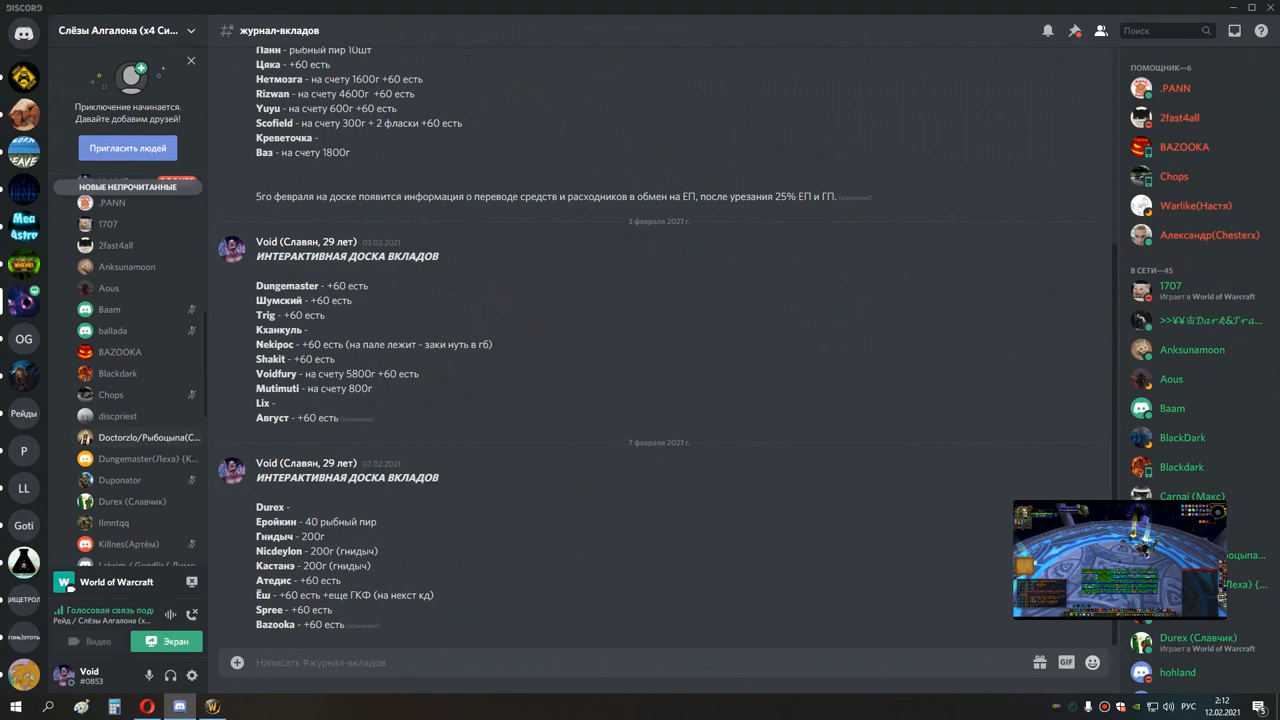 DISCORD
Слёзы Алгалона (x4 Си...
журнал-вкладов
Поиск
Приключение начинается.
Давайте добавим друзей!
Пригласить людей
НОВЫЕ НЕПРОЧИТАННЫЕ
.PANN
1707
2fast4all
Anksunamoon
Aous
Baam
ballada
BAZOOKA
Blackdark
Chops
discpriest
Doctorzlo/Рыбоцыпа(С...
Dungemaster(Леха) {К...
Duponator
Durex (Славчик)
Ilmntqq
Killnes(Артём)
World of Warcraft
Голосовая связь подк
Рейд / Слёзы Алгалона (х...
Видео
Экран
Void
#0853
OG
Рейды
P
LL
Goti
Панн - рыбный пир 10шт
Цяка - +60 есть
Нетмозга - на счету 1600г +60 есть
Rizwan - на счету 4600г +60 есть
Yuyu - на счету 600г +60 есть
Scofield - на счету 300г + 2 фласки +60 есть
Креветочка -
Ваз - на счету 1800г
5го февраля на доске появится информация о переводе средств и расходников в обмен на ЕП, после урезания 25% ЕП и ГП. (изменено)
3 февраля 2021 г.
Void (Славян, 29 лет) 03.02.2021
ИНТЕРАКТИВНАЯ ДОСКА ВКЛАДОВ
Dungemaster - +60 есть
Шумский - +60 есть
Trig - +60 есть
Кханкуль -
Nekipoc - +60 есть (на пале лежит - заки нуть в гб)
Shakit - +60 есть
Voidfury - на счету 5800г +60 есть
Mutimuti - на счету 800г
Lix -
Август - +60 есть (изменено)
7 февраля 2021 г.
Void (Славян, 29 лет) 07.02.2021
ИНТЕРАКТИВНАЯ ДОСКА ВКЛАДОВ
Durex -
Еройкин - 40 рыбный пир
Гнидыч - 200г
Nicdeylon - 200г (гнидыч)
Кастанэ - 200г (гнидыч)
Атедис - +60 есть
Ёш - +60 есть +еще ГКФ (на некст кд)
Spree - +60 есть
Bazooka - +60 есть (изменено)
Написать #журнал-вкладов
GIF
ПОМОЩНИК—6
.PANN
2fast4all
BAZOOKA
Chops
Warlike(Настя)
Александр(Chesterx)
В СЕТИ—45
1707
Играет в World of Warcraft
Anksunamoon
Aous
Baam
BlackDark
Blackdark
Carnai (Макс)
Durex (Славчик)
Играет в World of Warcraft
hohland
РУС
2:12
12.02.2021